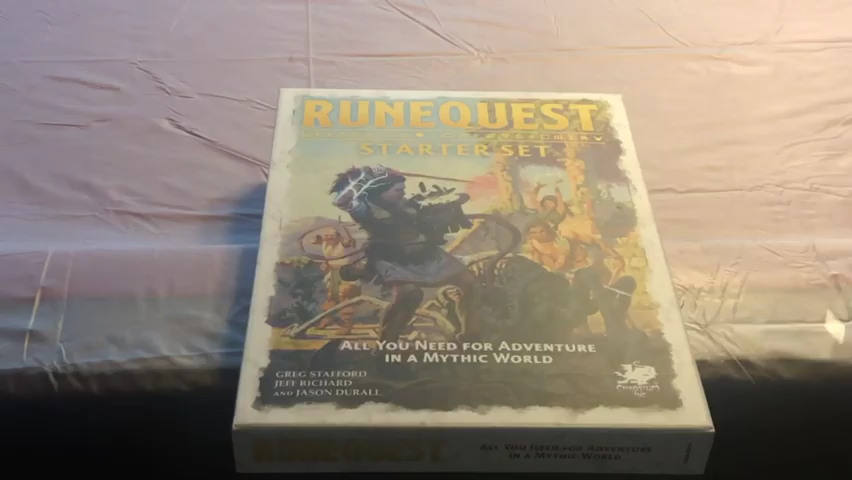 RUNEQUEST
STARTER SET
ALL YOU NEED FOR ADVENTURE
IN A MYTHIC WORLD
GREG STAFFORD
JEFF RICHARD
AND JASON DURALL
CHAOSIUM
RUNEQUEST
ALL YOU NEED FOR ADVENTURE
IN A MYTHIC WORLD